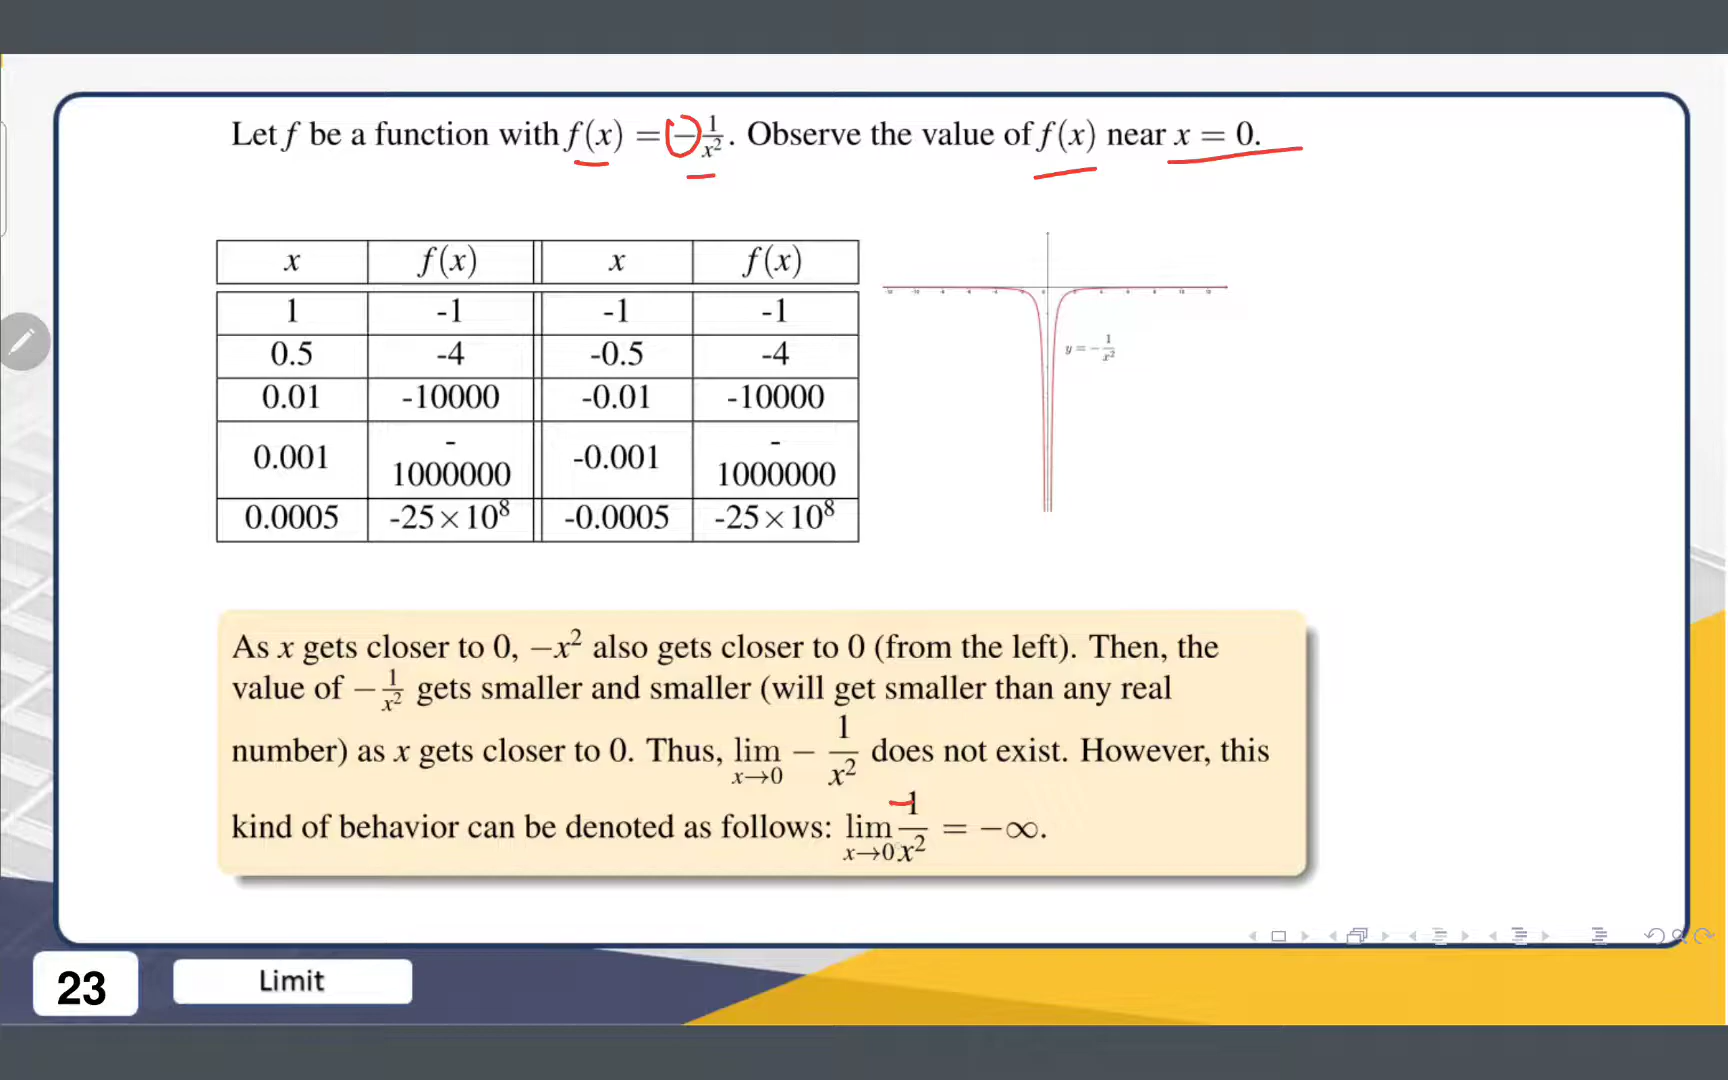 Let f be a function with f(x) = −1/x². Observe the value of f(x) near x = 0.
x f(x) x f(x)
1 -1 -1 -1
0.5 -4 -0.5 -4
0.01 -10000 -0.01 -10000
0.001 -1000000 -0.001 -1000000
0.0005 -25×10⁸ -0.0005 -25×10⁸
y = −1/x²
As x gets closer to 0, −x² also gets closer to 0 (from the left). Then, the
value of −1/x² gets smaller and smaller (will get smaller than any real
number) as x gets closer to 0. Thus, lim x→0 − 1/x² does not exist. However, this
kind of behavior can be denoted as follows: lim x→0 -1/x² = −∞.
23
Limit